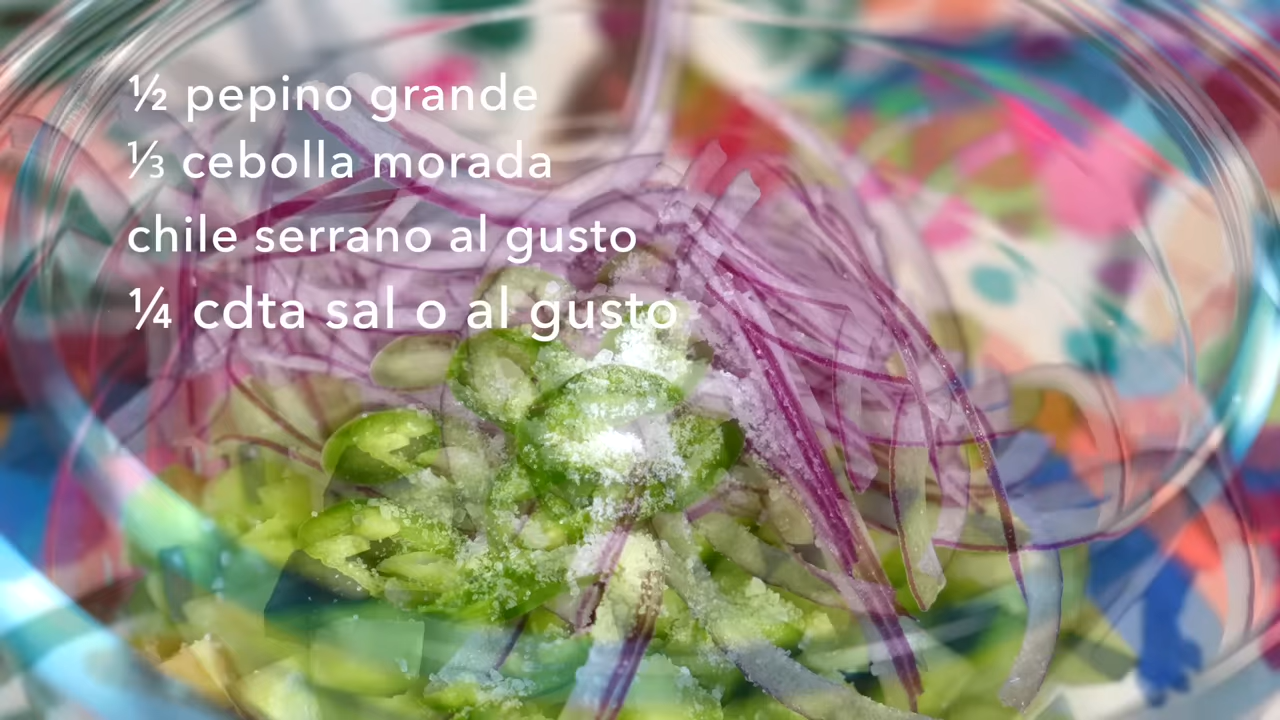 ½ pepino grande
⅓ cebolla morada
chile serrano al gusto
¼ cdta sal o al gusto